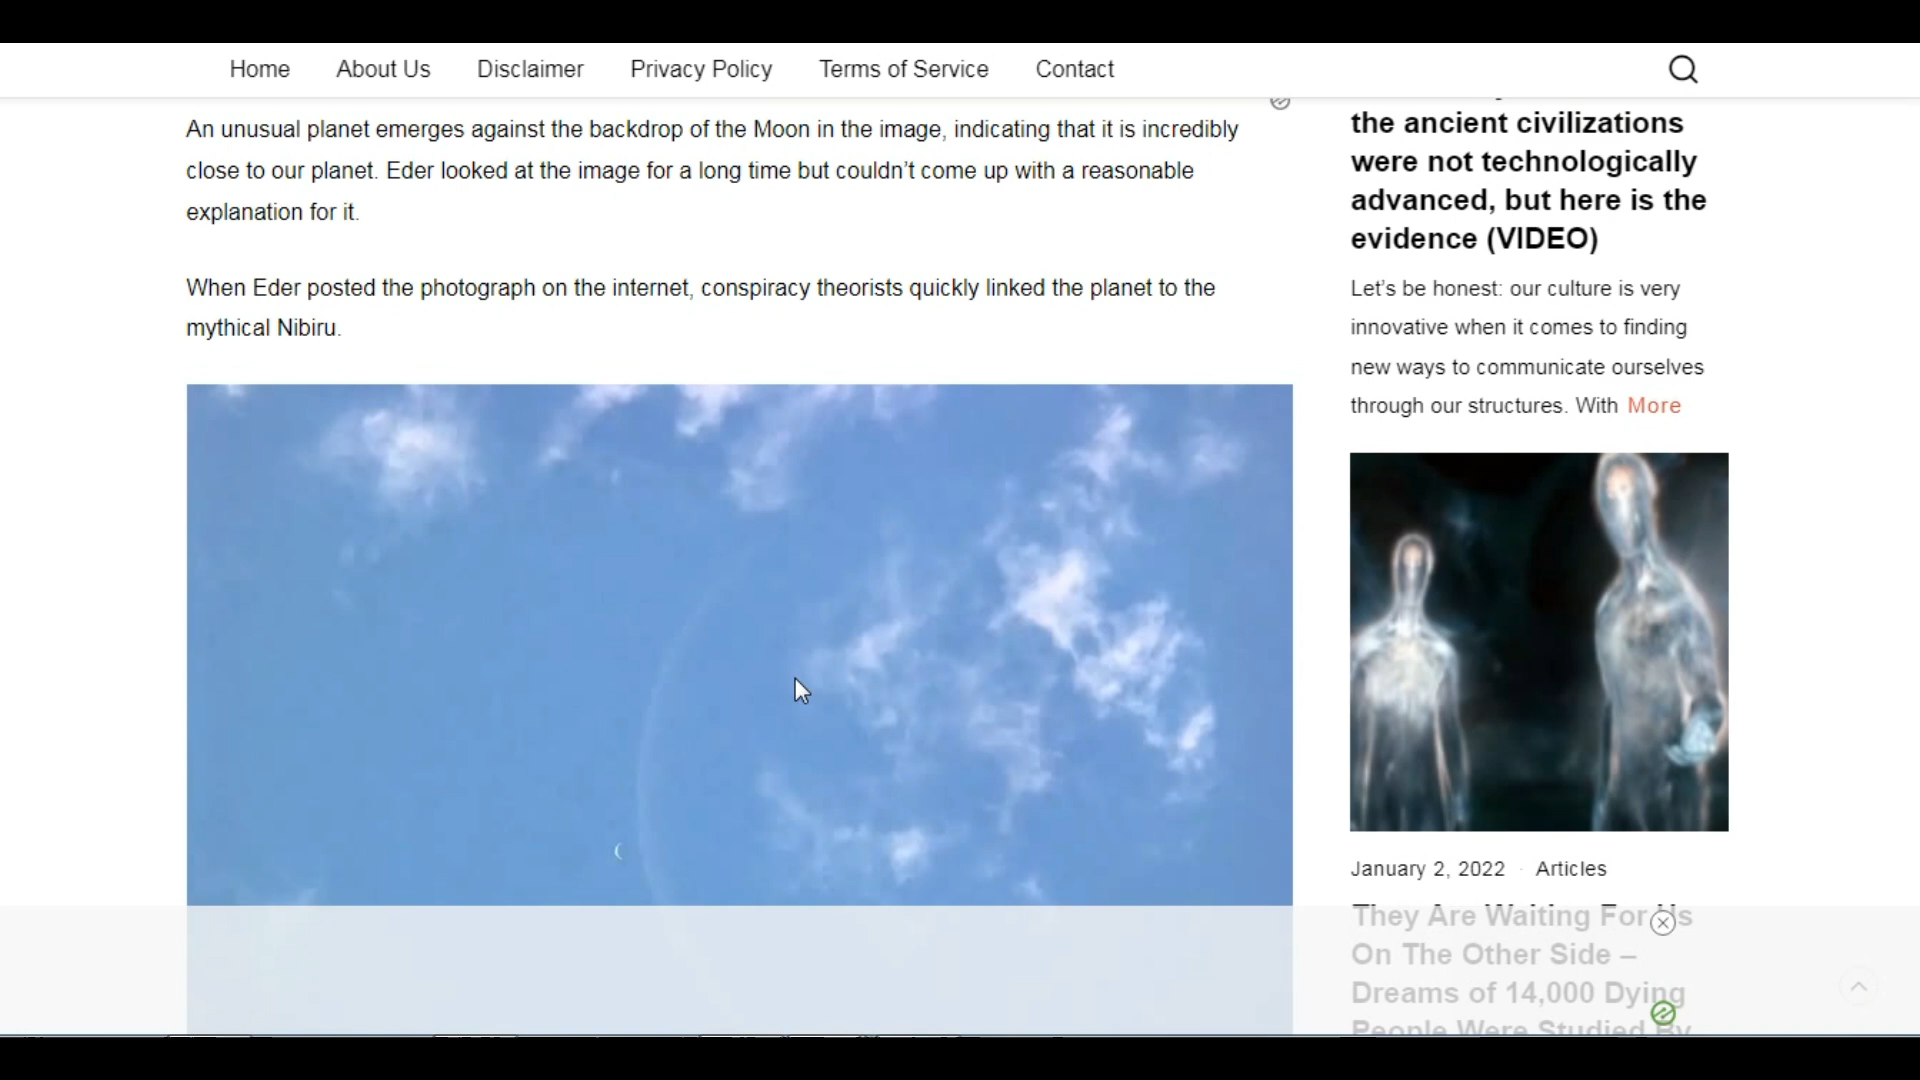 Home About Us Disclaimer Privacy Policy Terms of Service Contact
An unusual planet emerges against the backdrop of the Moon in the image, indicating that it is incredibly
close to our planet. Eder looked at the image for a long time but couldn’t come up with a reasonable
explanation for it.
When Eder posted the photograph on the internet, conspiracy theorists quickly linked the planet to the
mythical Nibiru.
the ancient civilizations
were not technologically
advanced, but here is the
evidence (VIDEO)
Let’s be honest: our culture is very
innovative when it comes to finding
new ways to communicate ourselves
through our structures. With More
January 2, 2022 · Articles
They Are Waiting For Us
On The Other Side –
Dreams of 14,000 Dying
People Were Studied By